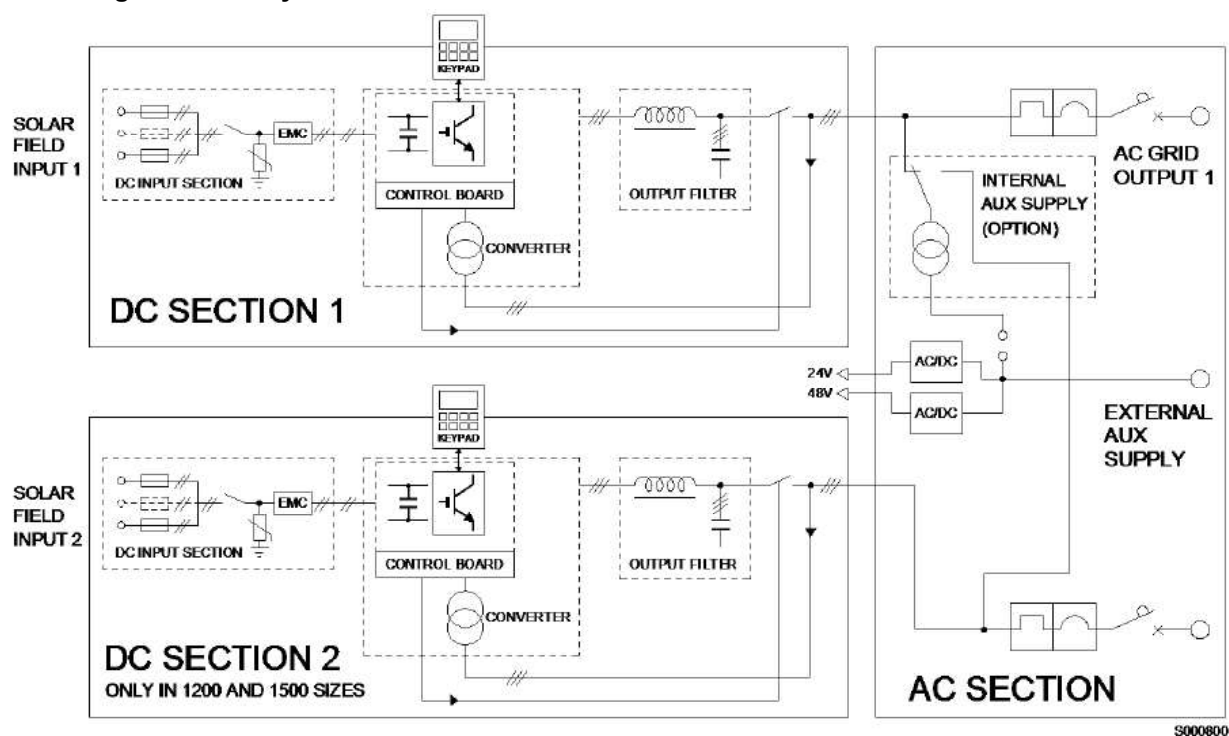 KEYPAD
SOLAR
FIELD
INPUT 1
EMC
DC INPUT SECTION
CONTROL BOARD
CONVERTER
OUTPUT FILTER
DC SECTION 1
AC GRID
OUTPUT 1
INTERNAL
AUX SUPPLY
(OPTION)
24V
48V
AC/DC
AC/DC
EXTERNAL
AUX
SUPPLY
KEYPAD
SOLAR
FIELD
INPUT 2
EMC
DC INPUT SECTION
CONTROL BOARD
CONVERTER
OUTPUT FILTER
DC SECTION 2
ONLY IN 1200 AND 1500 SIZES
AC SECTION
S000800